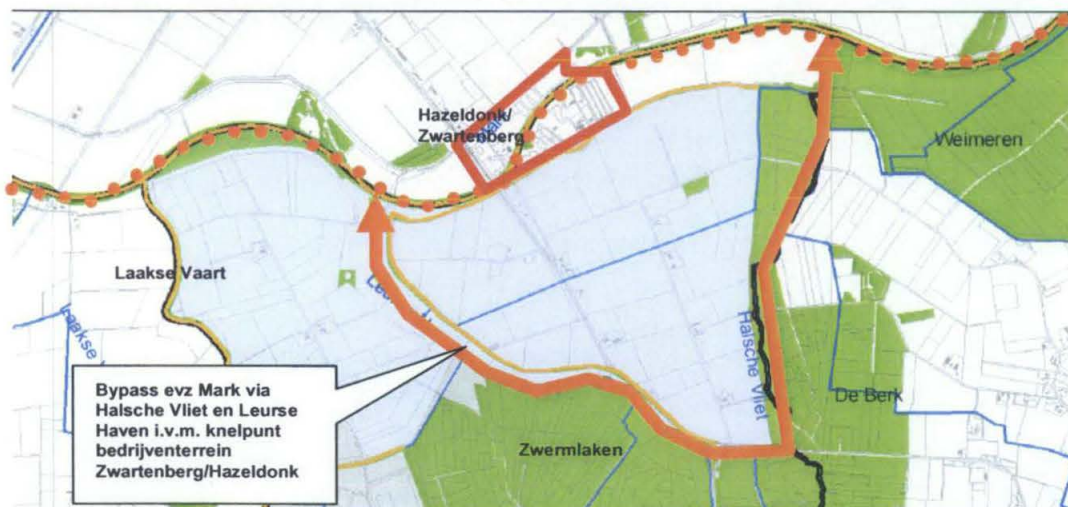 Hazeldonk/
Zwartenberg
Weimeren
Laakse Vaart
Laakse
Halsche Vliet
De Berk
Zwermlaken
Bypass evz Mark via
Halsche Vliet en Leurse
Haven i.v.m. knelpunt
bedrijventerrein
Zwartenberg/Hazeldonk